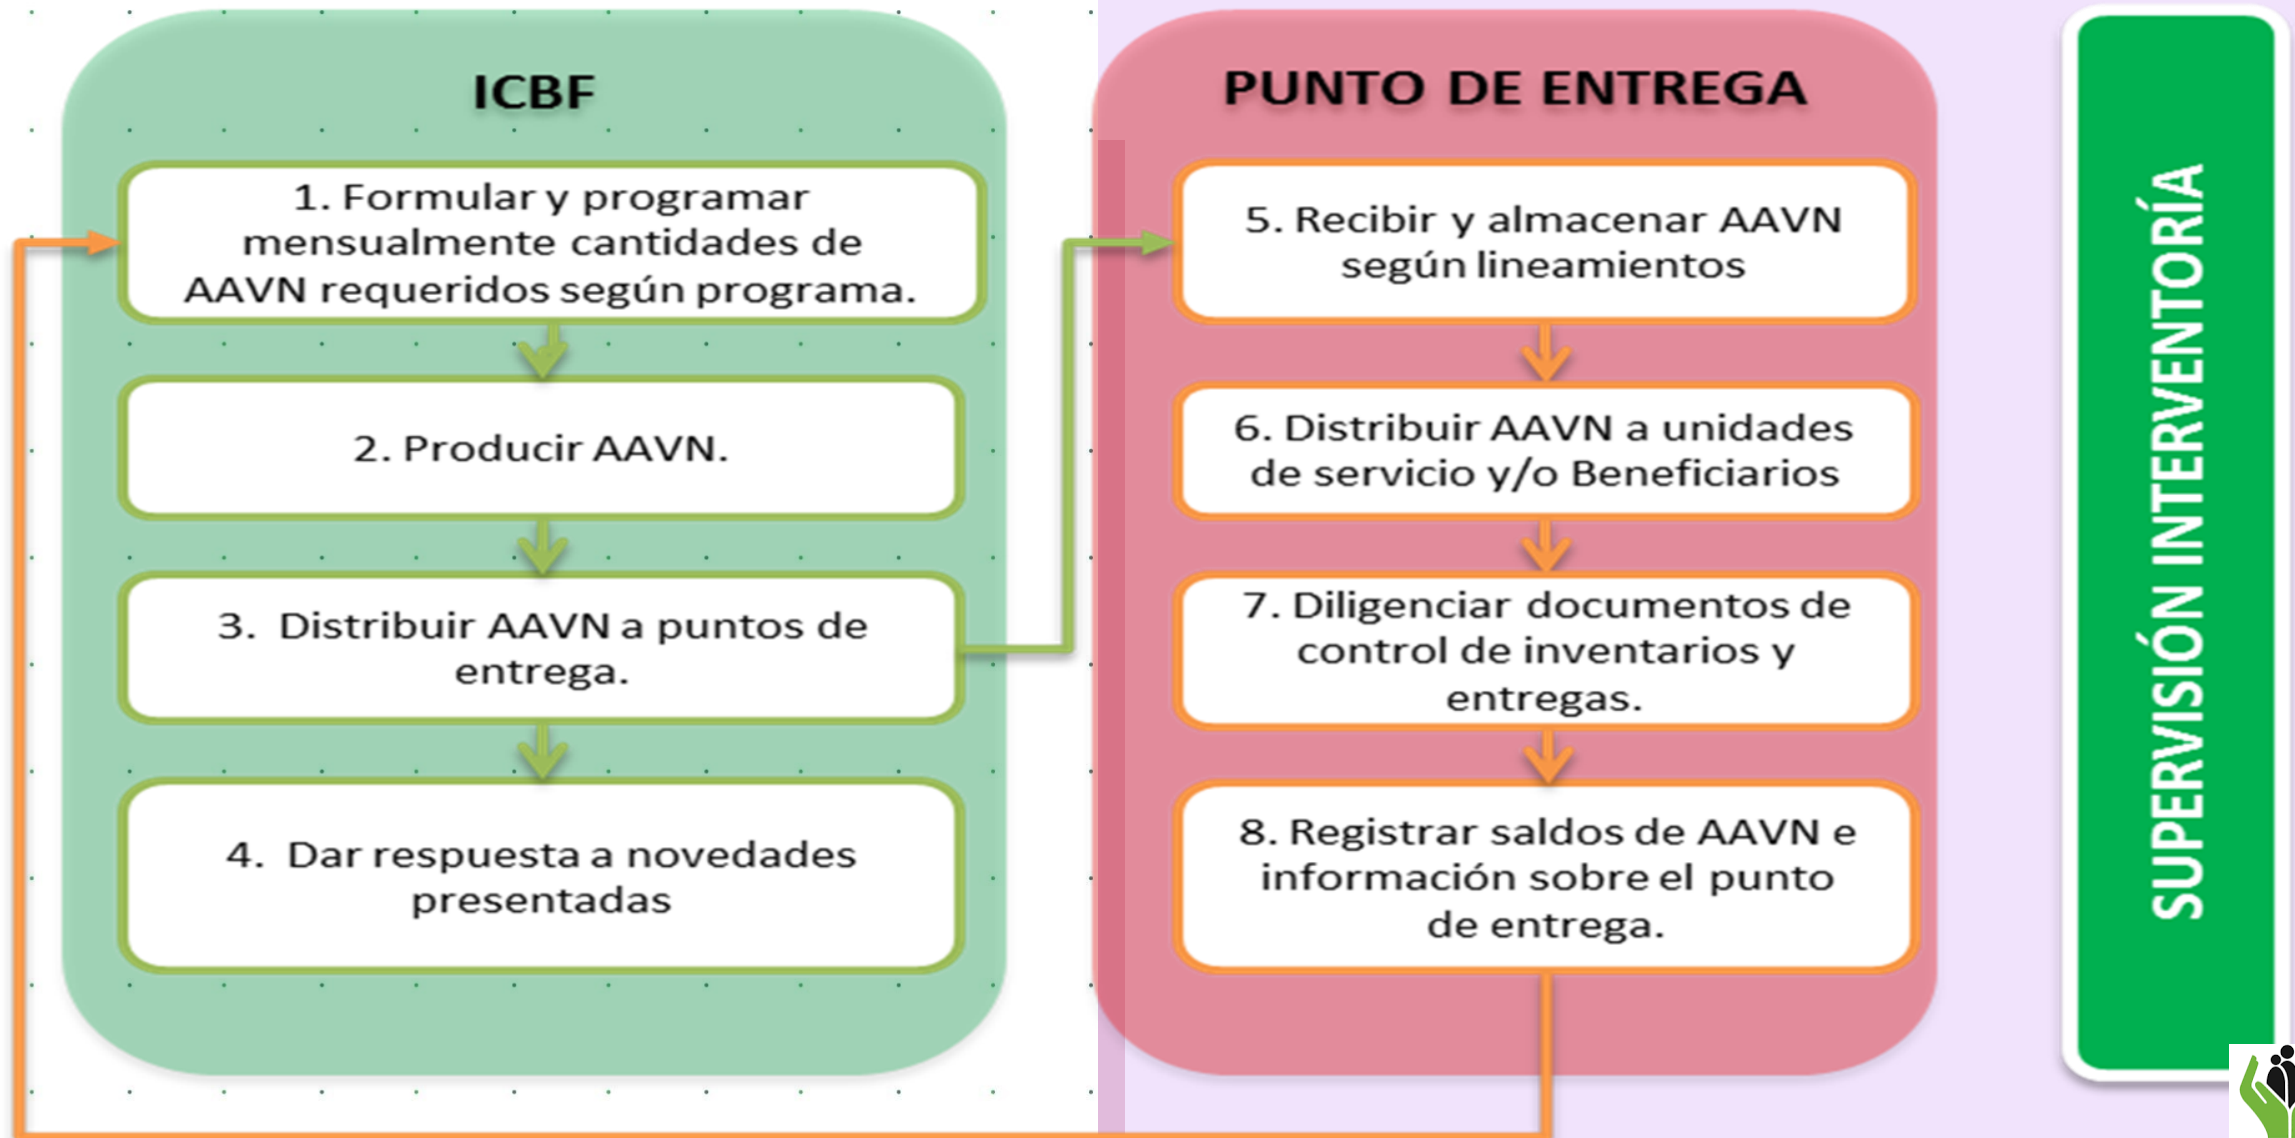 ICBF
1. Formular y programar
mensualmente cantidades de
AAVN requeridos según programa.
2. Producir AAVN.
3. Distribuir AAVN a puntos de
entrega.
4. Dar respuesta a novedades
presentadas
PUNTO DE ENTREGA
5. Recibir y almacenar AAVN
según lineamientos
6. Distribuir AAVN a unidades
de servicio y/o Beneficiarios
7. Diligenciar documentos de
control de inventarios y
entregas.
8. Registrar saldos de AAVN e
información sobre el punto
de entrega.
SUPERVISIÓN INTERVENTORÍA